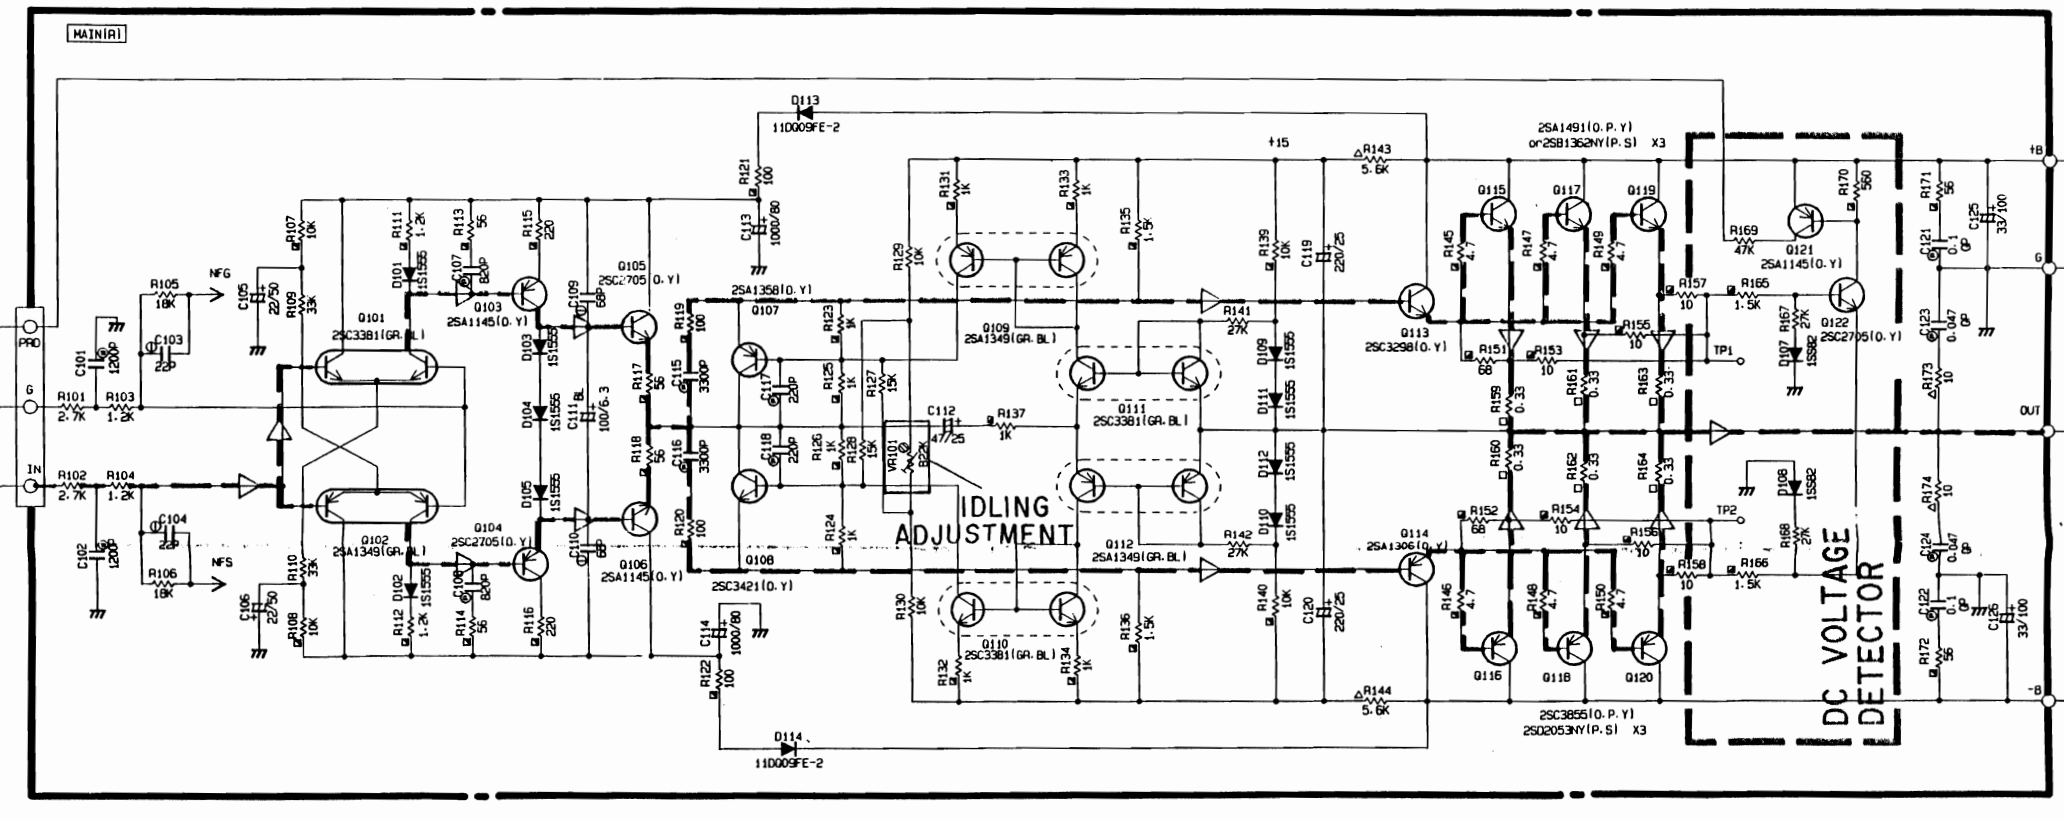 MAIN(R)
PRO
G
IN
R101
2.7K
R102
2.7K
C101
1200P
C102
1200P
R103
1.2K
R104
1.2K
R105
18K
C103
22P
NFG
C104
22P
R106
18K
NFS
C105
22/50
C106
22/50
R107
10K
R109
33K
R110
33K
R108
10K
Q101
2SC3381(GR.BL)
Q102
2SA1349(GR.BL)
R111
1.2K
D101
1S1555
D102
1S1555
R112
1.2K
R113
56
C107
820P
C108
820P
R114
56
R115
220
Q103
2SA1145(O.Y)
Q104
2SC2705(O.Y)
R116
220
D103
1S1555
D104
1S1555
D105
1S1555
C109
68P
C111
BL
100/6.3
C110
68P
Q105
2SC2705(O.Y)
Q106
2SA1145(O.Y)
R117
56
R118
56
R119
100
C115
3300P
C116
3300P
R120
100
R121
100
C113
1000/80
C114
1000/80
R122
100
D113
11DQ09FE-2
D114
11DQ09FE-2
2SA1358(O.Y)
Q107
Q108
2SC3421(O.Y)
C117
220P
C118
220P
R123
1K
R125
1K
R126
1K
R124
1K
R127
15K
R128
15K
R129
10K
R130
10K
VR101
B22K
IDLING
ADJUSTMENT
C112
47/25
R137
1K
R131
1K
R133
1K
Q109
2SA1349(GR.BL)
Q111
2SC3381(GR.BL)
Q112
2SA1349(GR.BL)
Q110
2SC3381(GR.BL)
R132
1K
R134
1K
R135
1.5K
R136
1.5K
R141
27K
R142
27K
+15
R139
10K
D109
1S1555
D111
1S1555
D112
1S1555
D110
1S1555
R140
10K
C119
220/25
C120
220/25
R143
5.6K
R144
5.6K
Q113
2SC3298(O.Y)
Q114
2SA1306(O.Y)
2SA1491(O.P.Y)
or2SB1362NY(P.S) X3
Q115
Q117
Q119
R145
4.7
R147
4.7
R149
4.7
R151
68
R153
10
R155
10
R157
10
R159
0.33
R161
0.33
R163
0.33
R160
0.33
R162
0.33
R164
0.33
R152
68
R154
10
R156
10
R158
10
R146
4.7
R148
4.7
R150
4.7
Q116
Q118
Q120
2SC3855(O.P.Y)
2SD2053NY(P.S) X3
TP1
TP2
R169
47K
R165
1.5K
R166
1.5K
R167
27K
D107
1SS82
D108
1SS82
R168
27K
Q121
2SA1145(O.Y)
R170
560
Q122
2SC2705(O.Y)
DC VOLTAGE
DETECTOR
R171
56
C121
0.1
C123
0.047
R173
10
R174
10
C124
0.047
C122
0.1
R172
56
C125
33/100
C126
33/100
+B
G
OUT
-B